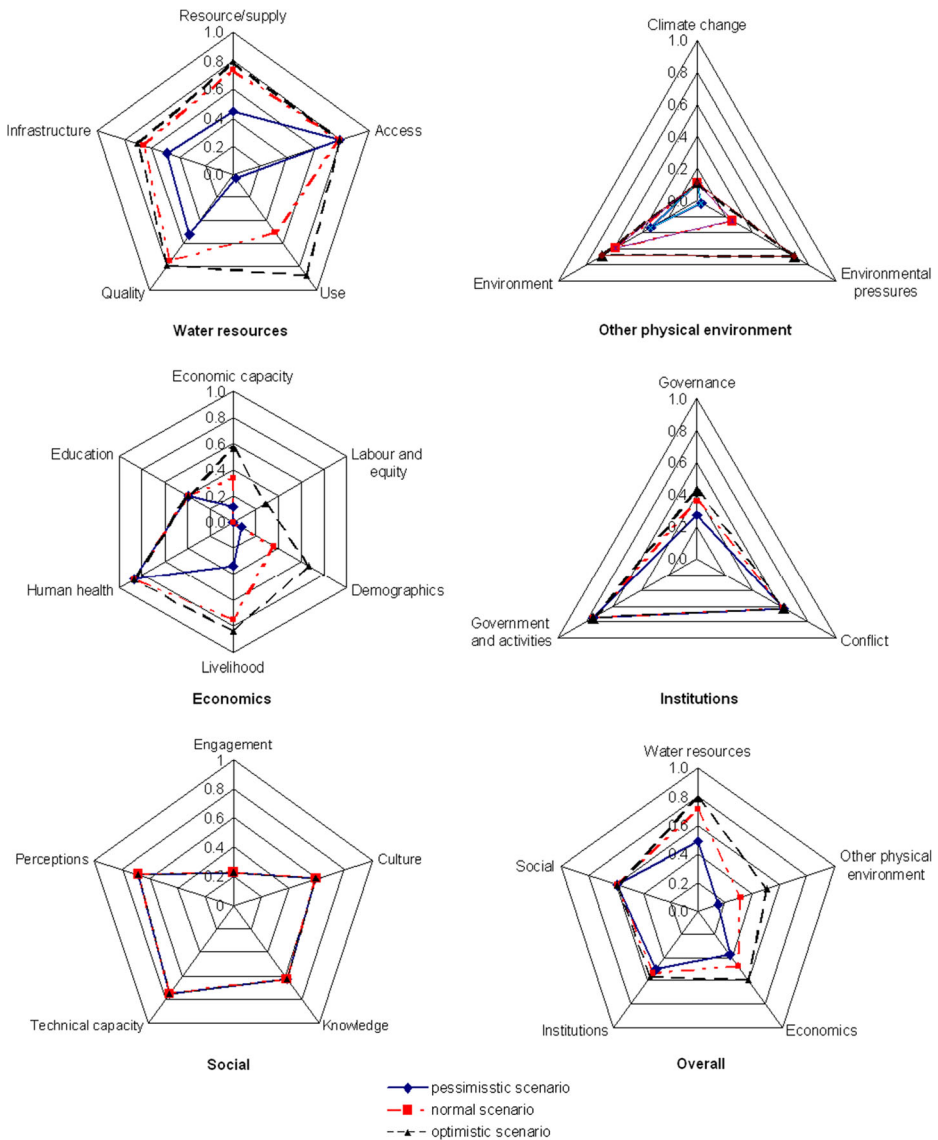 Resource/supply
1.0
0.8
0.6
0.4
0.2
0.0
Infrastructure
Access
Quality
Use
Water resources
Climate change
1.0
0.8
0.6
0.4
0.2
0.0
Environment
Environmental
pressures
Other physical environment
Economic capacity
1.0
0.8
0.6
0.4
0.2
0.0
Education
Labour and
equity
Human health
Demographics
Livelihood
Economics
Governance
1.0
0.8
0.6
0.4
0.2
0.0
Government
and activities
Conflict
Institutions
Engagement
1
0.8
0.6
0.4
0.2
0
Perceptions
Culture
Technical capacity
Knowledge
Social
Water resources
1.0
0.8
0.6
0.4
0.2
0.0
Social
Other physical
environment
Institutions
Economics
Overall
pessimisstic scenario
normal scenario
optimistic scenario